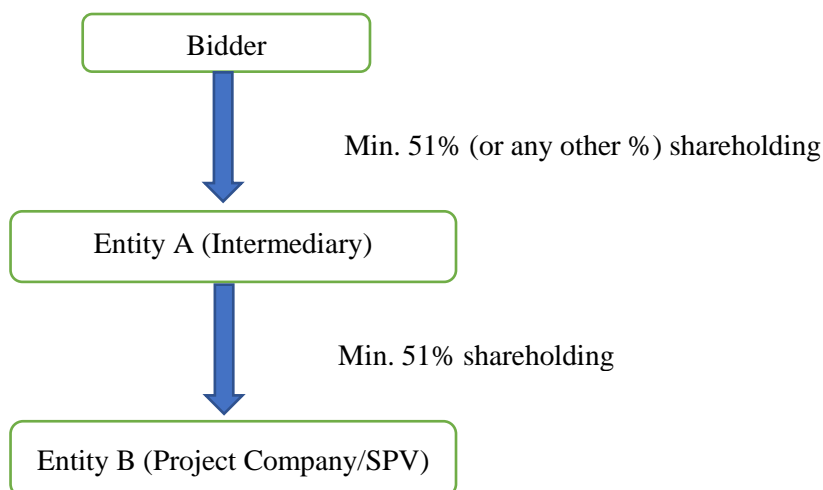 Bidder
Min. 51% (or any other %) shareholding
Entity A (Intermediary)
Min. 51% shareholding
Entity B (Project Company/SPV)